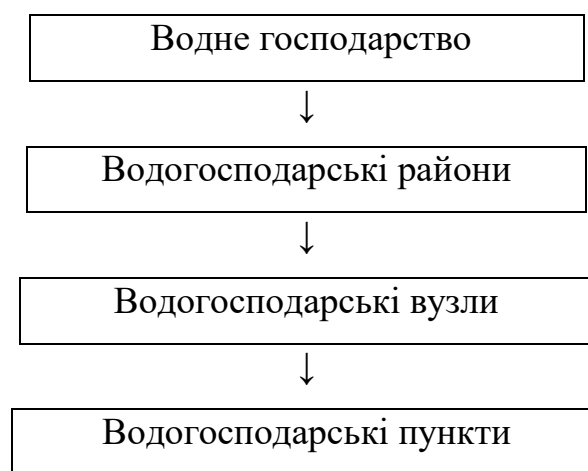 Водне господарство
↓
Водогосподарські райони
↓
Водогосподарські вузли
↓
Водогосподарські пункти